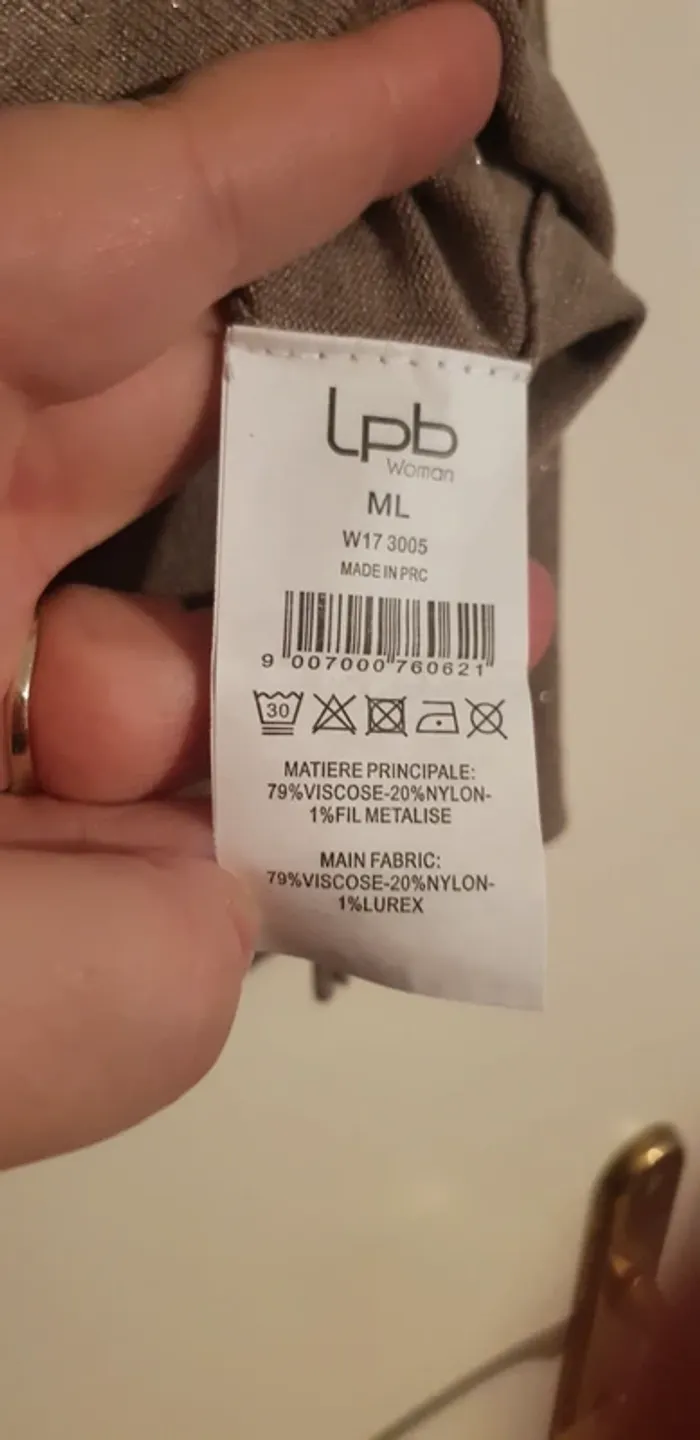 lpb
Woman
ML
W17 3005
MADE IN PRC
9 007000 760621
30
MATIERE PRINCIPALE:
79%VISCOSE-20%NYLON-
1%FIL METALISE
MAIN FABRIC:
79%VISCOSE-20%NYLON-
1%LUREX